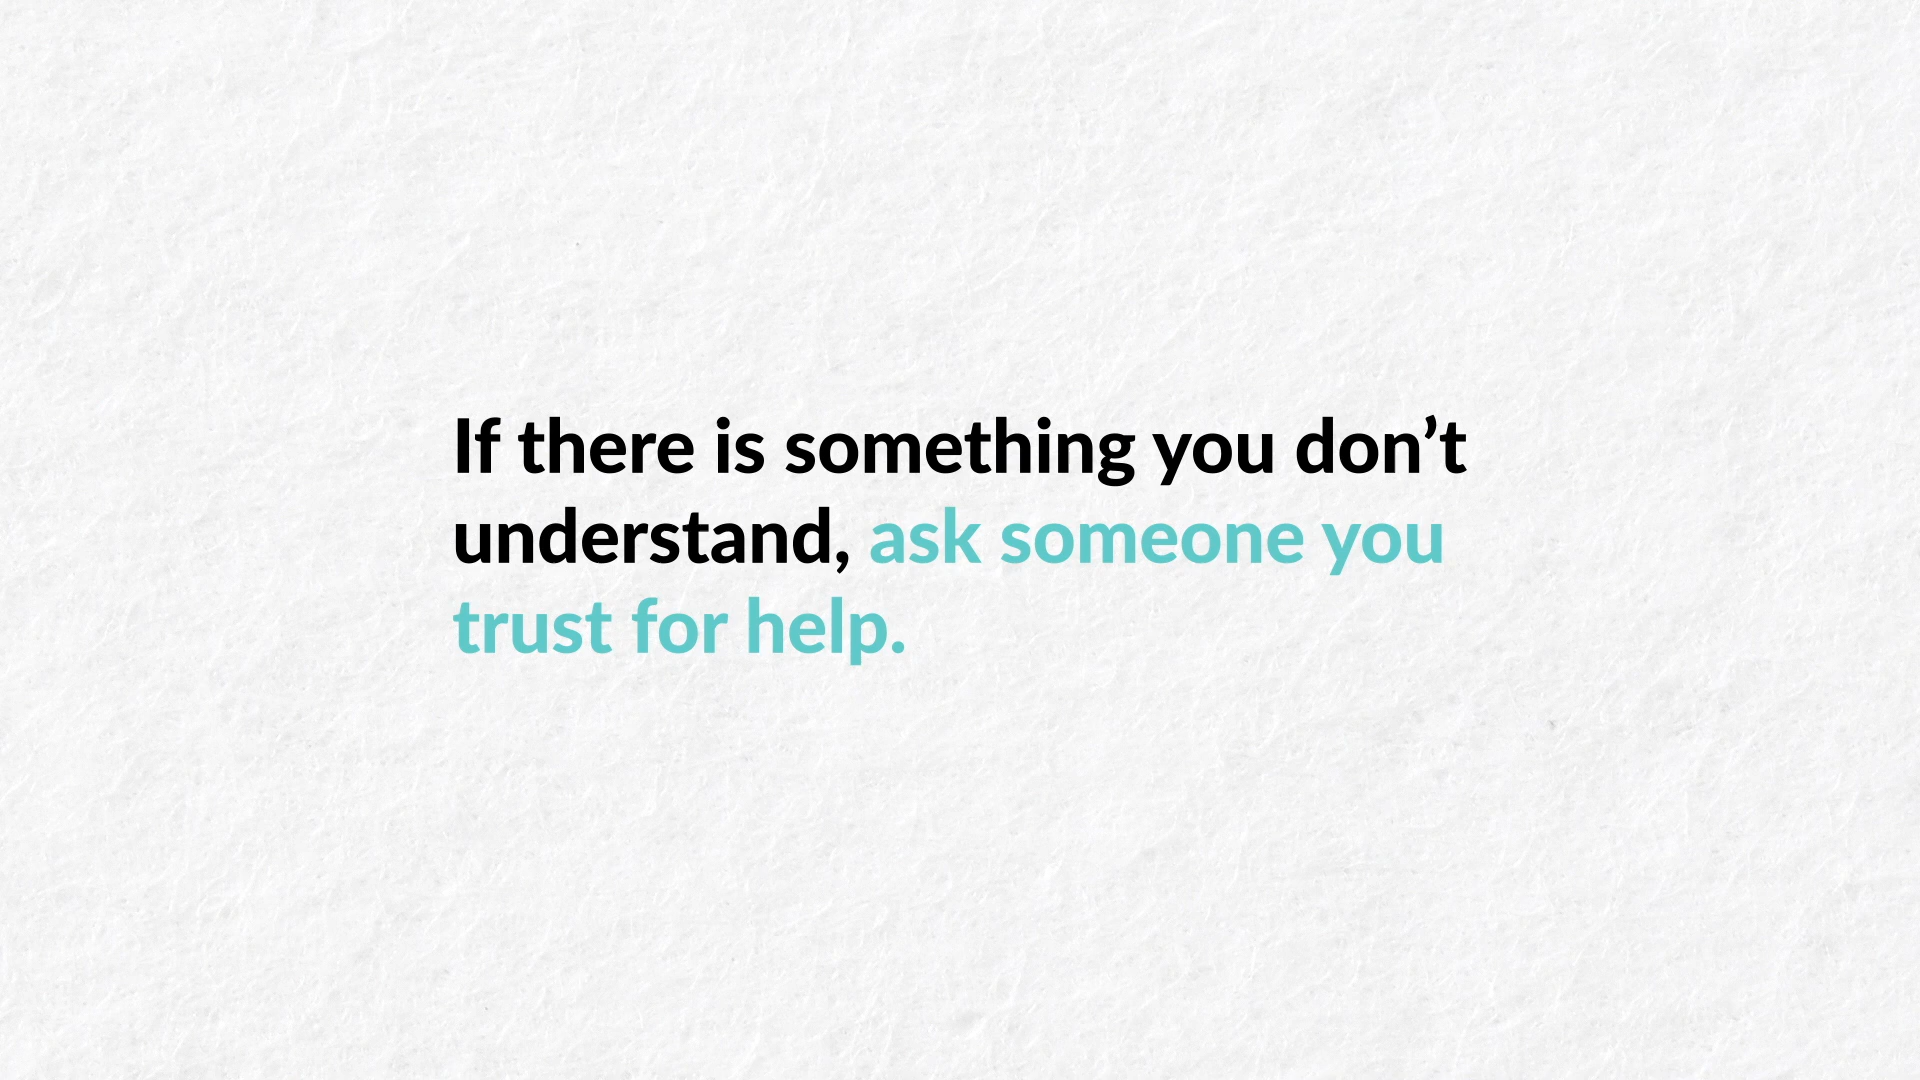 If there is something you don’t
understand, ask someone you
trust for help.